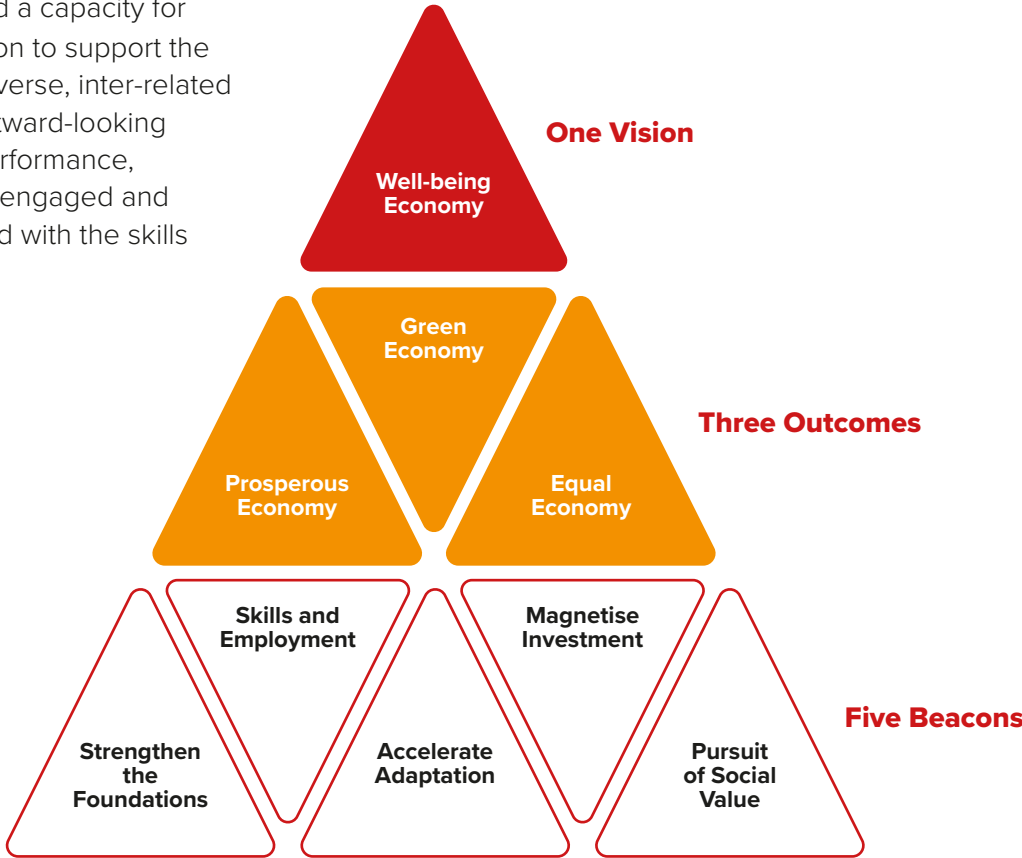 d a capacity for
on to support the
verse, inter-related
tward-looking
rformance,
engaged and
d with the skills
One Vision
Well-being
Economy
Green
Economy
Three Outcomes
Prosperous
Economy
Equal
Economy
Skills and
Employment
Magnetise
Investment
Five Beacons
Strengthen
the
Foundations
Accelerate
Adaptation
Pursuit
of Social
Value